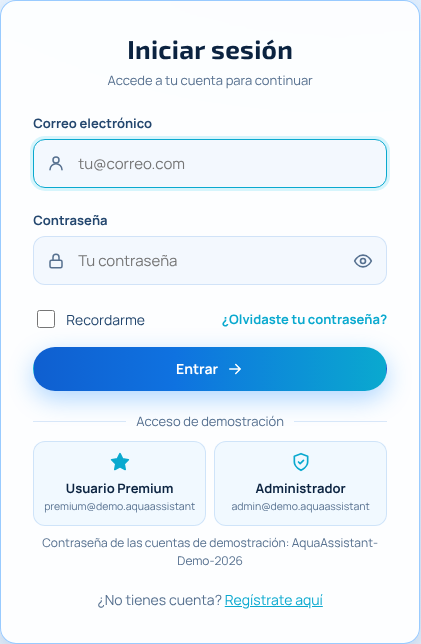 Iniciar sesión
Accede a tu cuenta para continuar
Correo electrónico
tu@correo.com
Contraseña
Tu contraseña
Recordarme
¿Olvidaste tu contraseña?
Entrar →
Acceso de demostración
Usuario Premium
premium@demo.aquaassistant
Administrador
admin@demo.aquaassistant
Contraseña de las cuentas de demostración: AquaAssistant-
Demo-2026
¿No tienes cuenta? Regístrate aquí